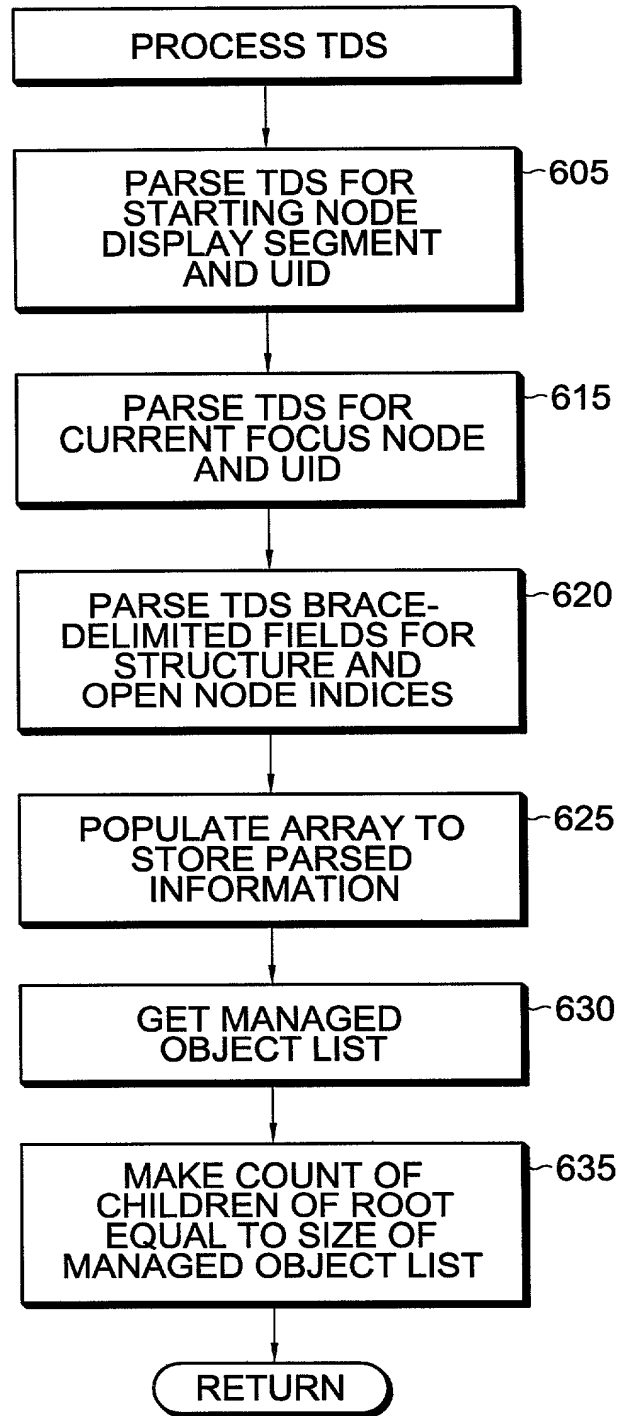 PROCESS TDS
PARSE TDS FOR
STARTING NODE
DISPLAY SEGMENT
AND UID
605
PARSE TDS FOR
CURRENT FOCUS NODE
AND UID
615
PARSE TDS BRACE-
DELIMITED FIELDS FOR
STRUCTURE AND
OPEN NODE INDICES
620
POPULATE ARRAY TO
STORE PARSED
INFORMATION
625
GET MANAGED
OBJECT LIST
630
MAKE COUNT OF
CHILDREN OF ROOT
EQUAL TO SIZE OF
MANAGED OBJECT LIST
635
RETURN